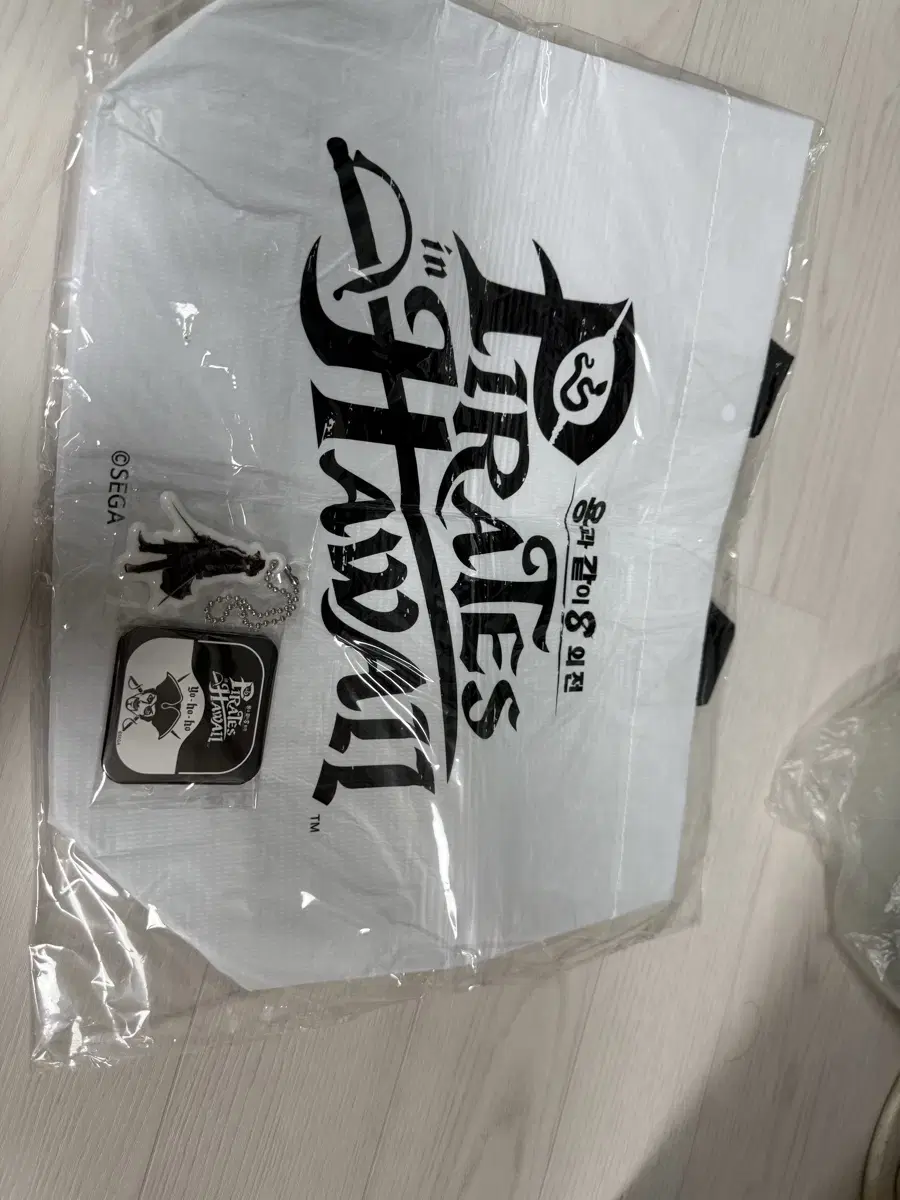 용과 같이 8 외전
PIRATES
in HAWAII
TM
©SEGA
PIRATES
HAWAII
yo-ho-ho